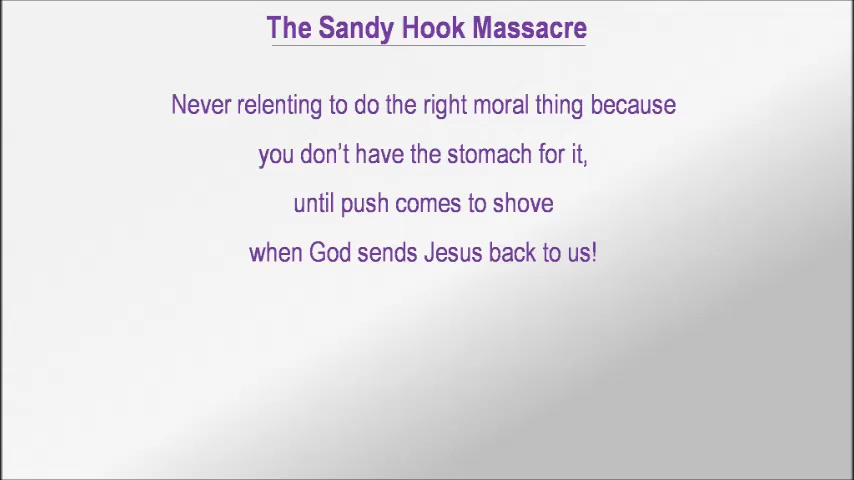 The Sandy Hook Massacre
Never relenting to do the right moral thing because
you don’t have the stomach for it,
until push comes to shove
when God sends Jesus back to us!